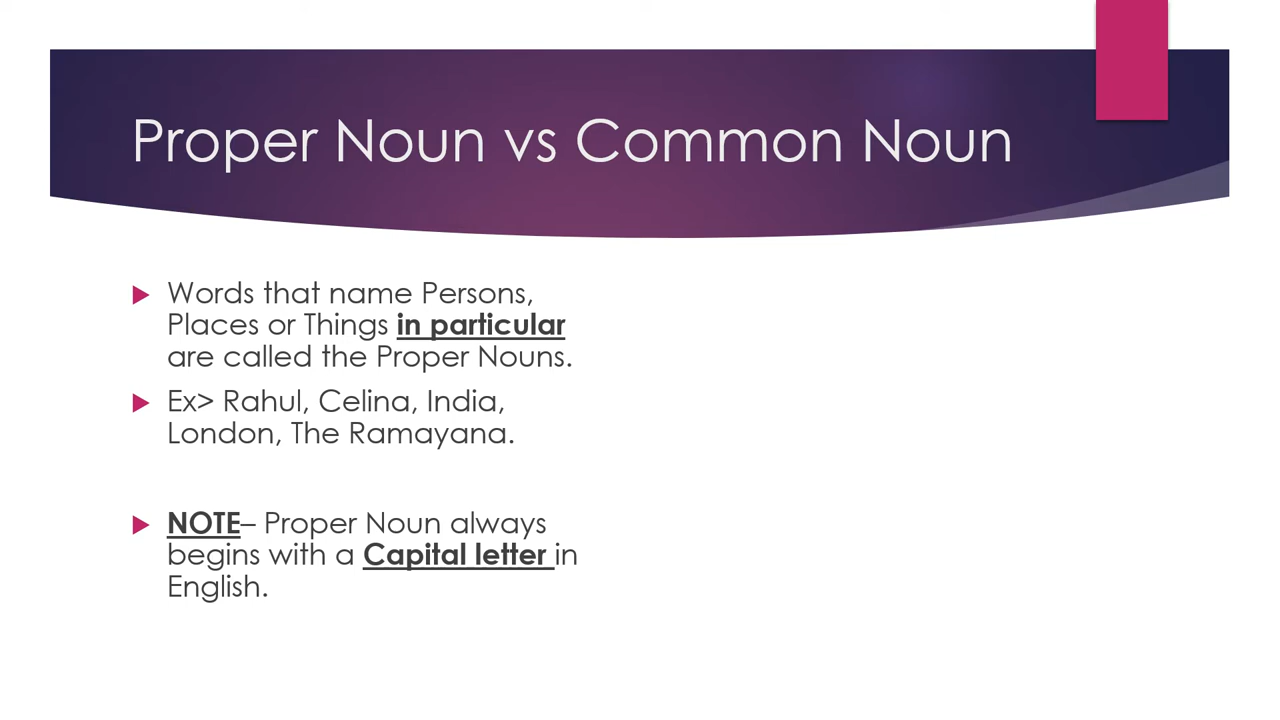 Proper Noun vs Common Noun
Words that name Persons,
Places or Things in particular
are called the Proper Nouns.
Ex> Rahul, Celina, India,
London, The Ramayana.
NOTE– Proper Noun always
begins with a Capital letter in
English.